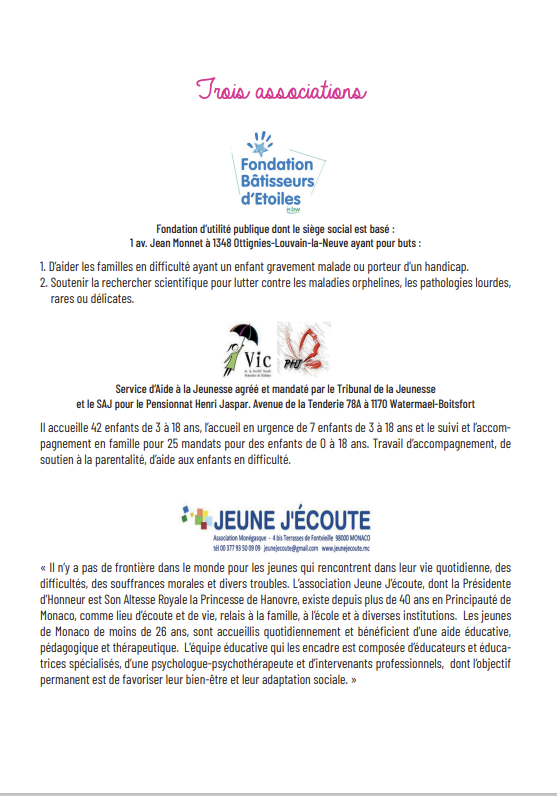 Trois associations
Fondation
Bâtisseurs
d'Etoiles
Fondation d'utilité publique dont le siège social est basé :
1 av. Jean Monnet à 1348 Ottignies-Louvain-la-Neuve ayant pour buts :
1. D'aider les familles en difficulté ayant un enfant gravement malade ou porteur d'un handicap.
2. Soutenir la rechercher scientifique pour lutter contre les maladies orphelines, les pathologies lourdes,
rares ou délicates.
Vic
PHJ
Service d'Aide à la Jeunesse agréé et mandaté par le Tribunal de la Jeunesse
et le SAJ pour le Pensionnat Henri Jaspar. Avenue de la Tenderie 78A à 1170 Watermael-Boitsfort
Il accueille 42 enfants de 3 à 18 ans, l'accueil en urgence de 7 enfants de 3 à 18 ans et le suivi et l'accom-
pagnement en famille pour 25 mandats pour des enfants de 0 à 18 ans. Travail d'accompagnement, de
soutien à la parentalité, d'aide aux enfants en difficulté.
JEUNE J'ÉCOUTE
Association Monégasque - 4 bis Terrasses de Fontvieille 98000 MONACO
tél 00 377 93 50 09 09 jeunejecoute@gmail.com www.jeunejecoute.mc
« Il n'y a pas de frontière dans le monde pour les jeunes qui rencontrent dans leur vie quotidienne, des
difficultés, des souffrances morales et divers troubles. L'association Jeune J'écoute, dont la Présidente
d'Honneur est Son Altesse Royale la Princesse de Hanovre, existe depuis plus de 40 ans en Principauté de
Monaco, comme lieu d'écoute et de vie, relais à la famille, à l'école et à diverses institutions. Les jeunes
de Monaco de moins de 26 ans, sont accueillis quotidiennement et bénéficient d'une aide éducative,
pédagogique et thérapeutique. L'équipe éducative qui les encadre est composée d'éducateurs et éduca-
trices spécialisés, d'une psychologue-psychothérapeute et d'intervenants professionnels, dont l'objectif
permanent est de favoriser leur bien-être et leur adaptation sociale. »